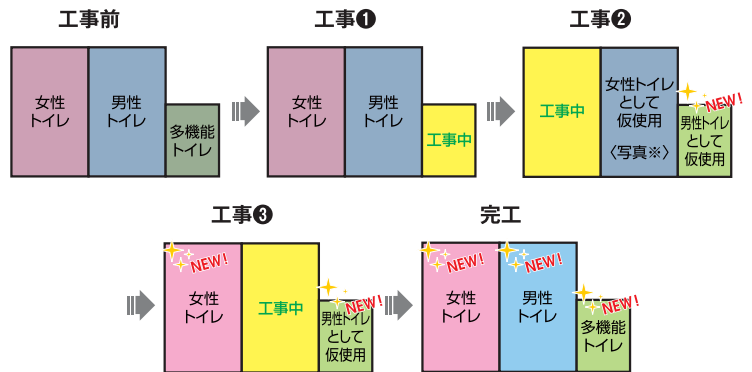 工事前
女性
トイレ
男性
トイレ
多機能
トイレ
工事❶
女性
トイレ
男性
トイレ
工事中
工事❷
工事中
女性トイレ
として
仮使用
〈写真※〉
NEW!
男性トイレ
として
仮使用
工事❸
NEW!
女性
トイレ
工事中
NEW!
男性トイレ
として
仮使用
完工
NEW!
女性
トイレ
NEW!
男性
トイレ
NEW!
多機能
トイレ